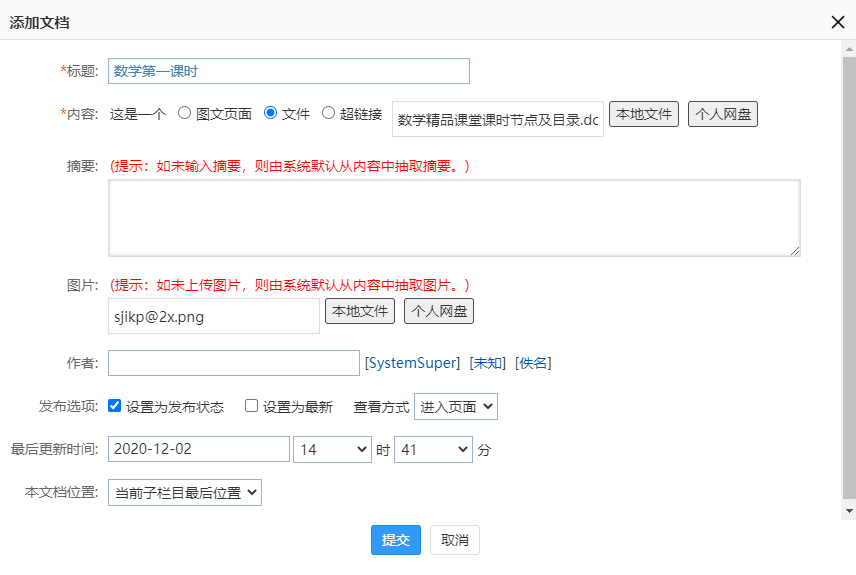 添加文档
*标题: 数学第一课时
*内容: 这是一个 图文页面 文件 超链接 数学精品课堂课时节点及目录.dc 本地文件 个人网盘
摘要: (提示：如未输入摘要，则由系统默认从内容中抽取摘要。)
图片: (提示：如未上传图片，则由系统默认从内容中抽取图片。)
sjikp@2x.png 本地文件 个人网盘
作者: [SystemSuper] [未知] [佚名]
发布选项: 设置为发布状态 设置为最新 查看方式 进入页面
最后更新时间: 2020-12-02 14 时 41 分
本文档位置: 当前子栏目最后位置
提交 取消